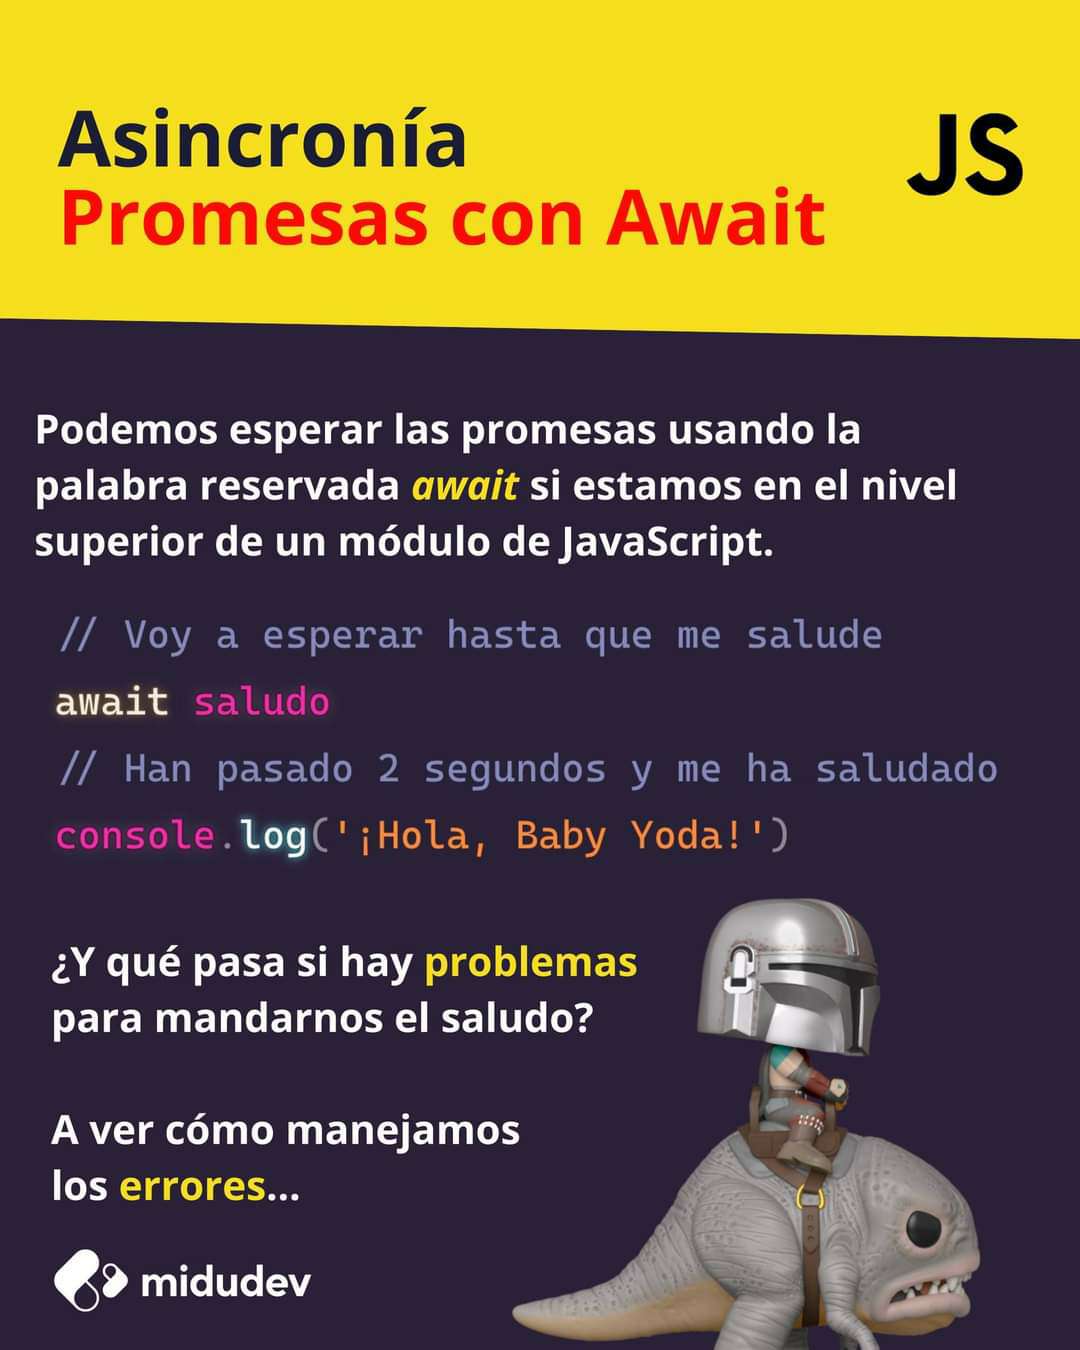 Asincronía
Promesas con Await
JS
Podemos esperar las promesas usando la
palabra reservada await si estamos en el nivel
superior de un módulo de JavaScript.
// Voy a esperar hasta que me salude
await saludo
// Han pasado 2 segundos y me ha saludado
console.log('¡Hola, Baby Yoda!')
¿Y qué pasa si hay problemas
para mandarnos el saludo?
A ver cómo manejamos
los errores...
midudev